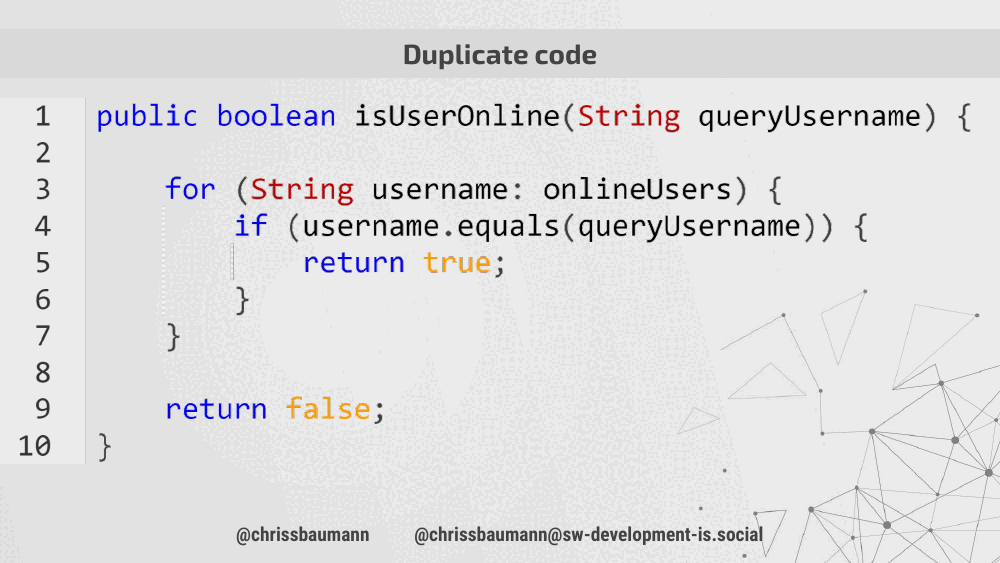 Duplicate code
1 public boolean isUserOnline(String queryUsername) {
2
3 for (String username: onlineUsers) {
4 if (username.equals(queryUsername)) {
5 return true;
6 }
7 }
8
9 return false;
10 }
@chrissbaumann @chrissbaumann@sw-development-is.social